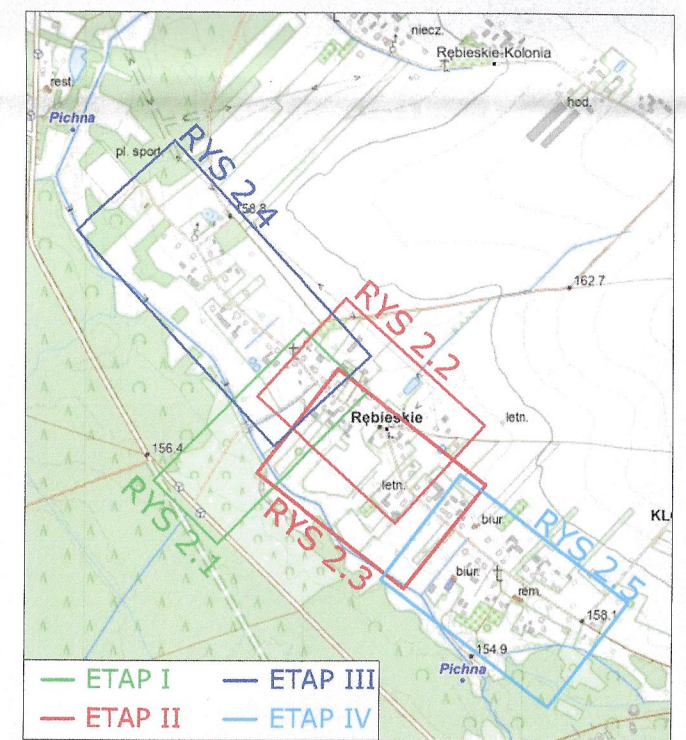 niecz.
Rębieskie-Kolonia
rest.
hod.
Pichna
pl. sport.
RYS 2.4
158.8
162.7
RYS 2.2
Rębieskie
letn.
156.4
letn.
RYS 2.1
RYS 2.3
biur.
RYS 2.5
biur.
rem.
158.1
154.9
Pichna
ETAP I
ETAP III
ETAP II
ETAP IV